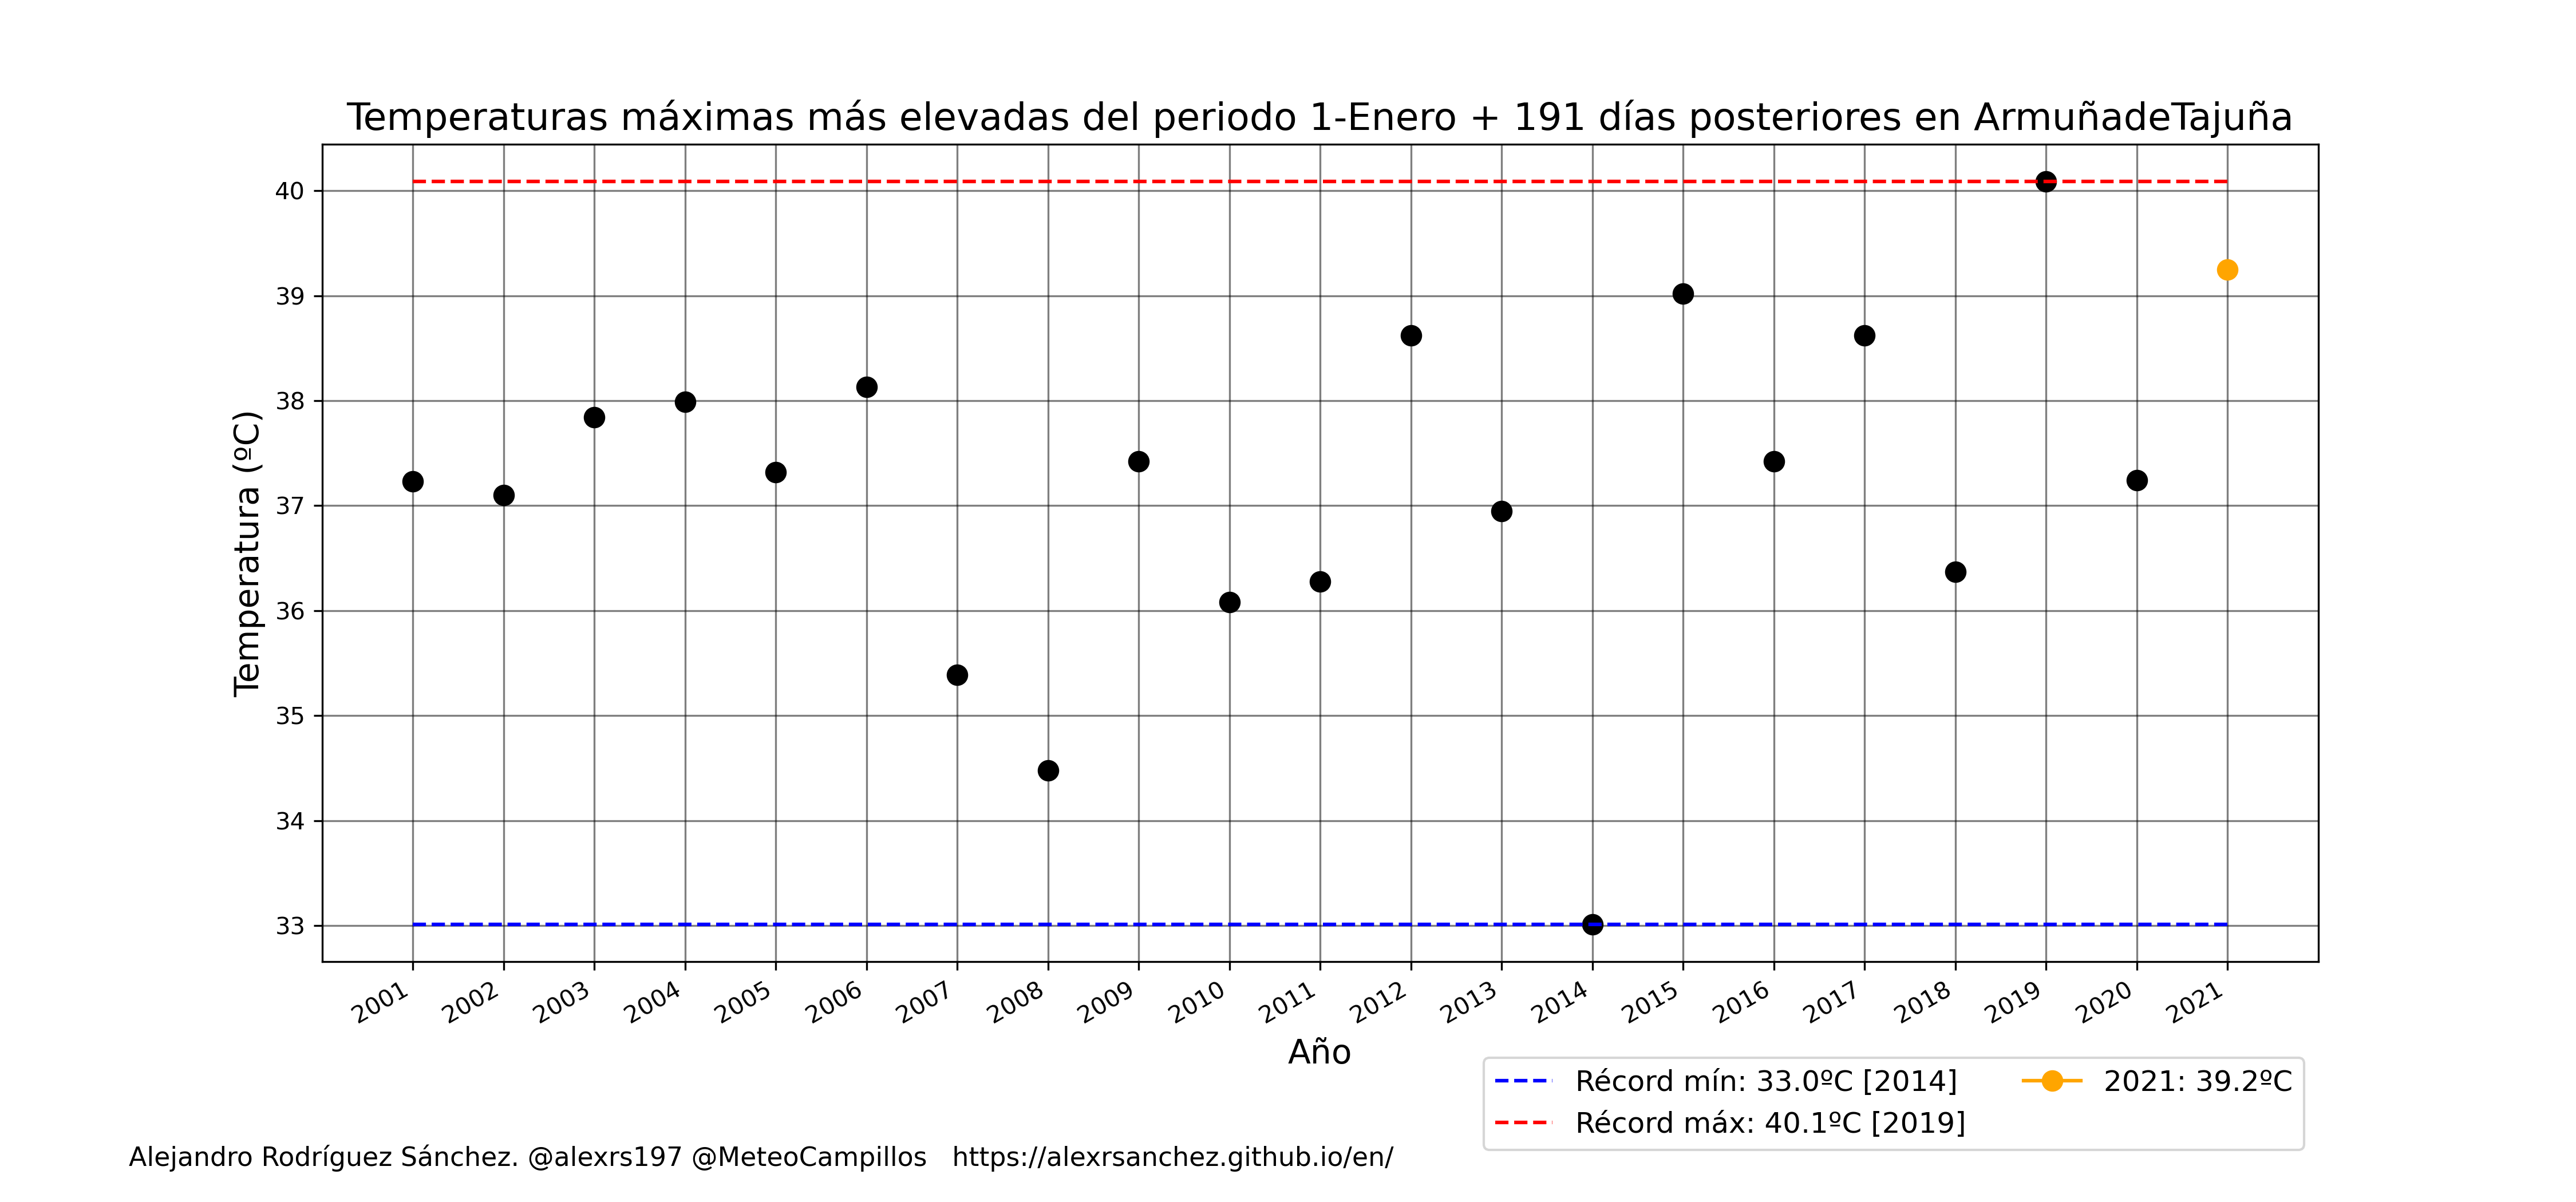 Temperaturas máximas más elevadas del periodo 1-Enero + 191 días posteriores en ArmuñadeTajuña
Temperatura (ºC)
40
39
38
37
36
35
34
33
2001 2002 2003 2004 2005 2006 2007 2008 2009 2010 2011 2012 2013 2014 2015 2016 2017 2018 2019 2020 2021
Año
Récord mín: 33.0ºC [2014]
Récord máx: 40.1ºC [2019]
2021: 39.2ºC
Alejandro Rodríguez Sánchez. @alexrs197 @MeteoCampillos https://alexrsanchez.github.io/en/